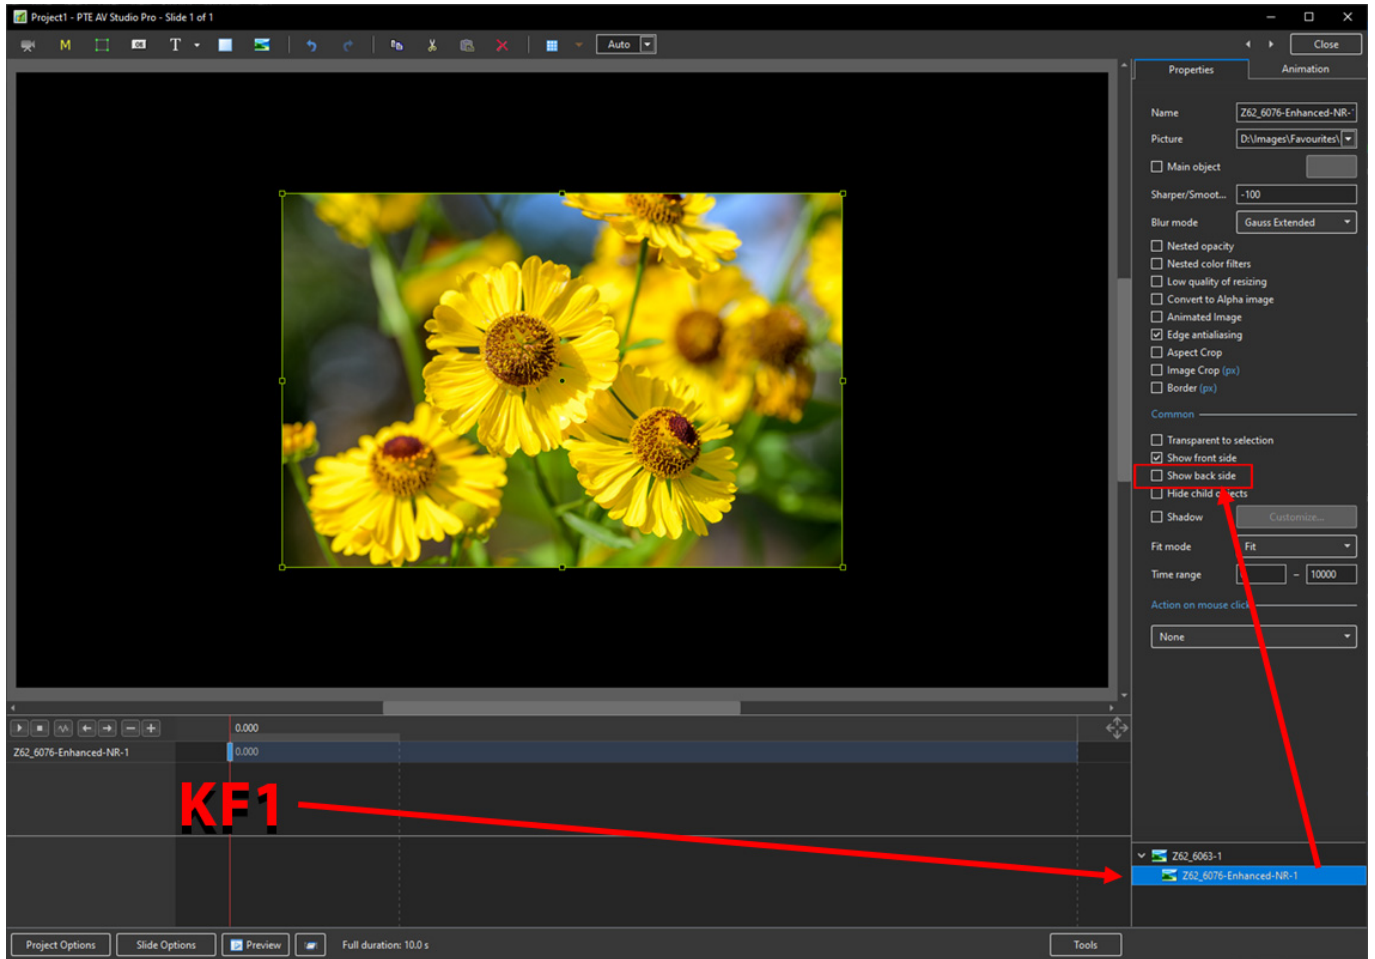 Project1 - PTE AV Studio Pro - Slide 1 of 1
M OK T Auto Close
Properties Animation
Name Z62_6076-Enhanced-NR-
Picture D:\Images\Favourites\
Main object
Sharper/Smoot... -100
Blur mode Gauss Extended
Nested opacity
Nested color filters
Low quality of resizing
Convert to Alpha image
Animated Image
Edge antialiasing
Aspect Crop
Image Crop (px)
Border (px)
Common
Transparent to selection
Show front side
Show back side
Hide child
Shadow Customize...
Fit mode Fit
Time range – 10000
Action on mouse click
None
0.000
Z62_6076-Enhanced-NR-1 0.000
KF1
Z62_6063-1
Z62_6076-Enhanced-NR-1
Project Options Slide Options Preview Full duration: 10.0 s Tools